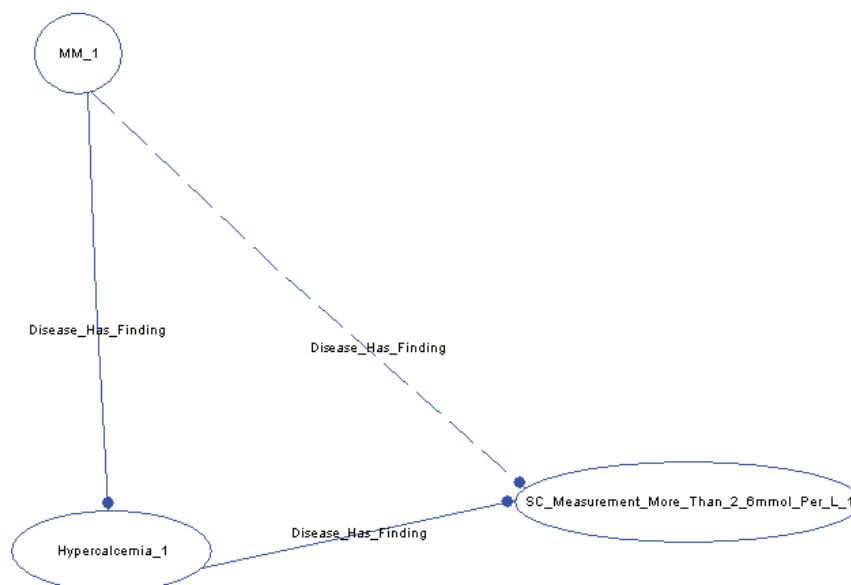 MM_1
Disease_Has_Finding
Disease_Has_Finding
SC_Measurement_More_Than_2_6mmol_Per_L_1
Disease_Has_Finding
Hypercalcemia_1